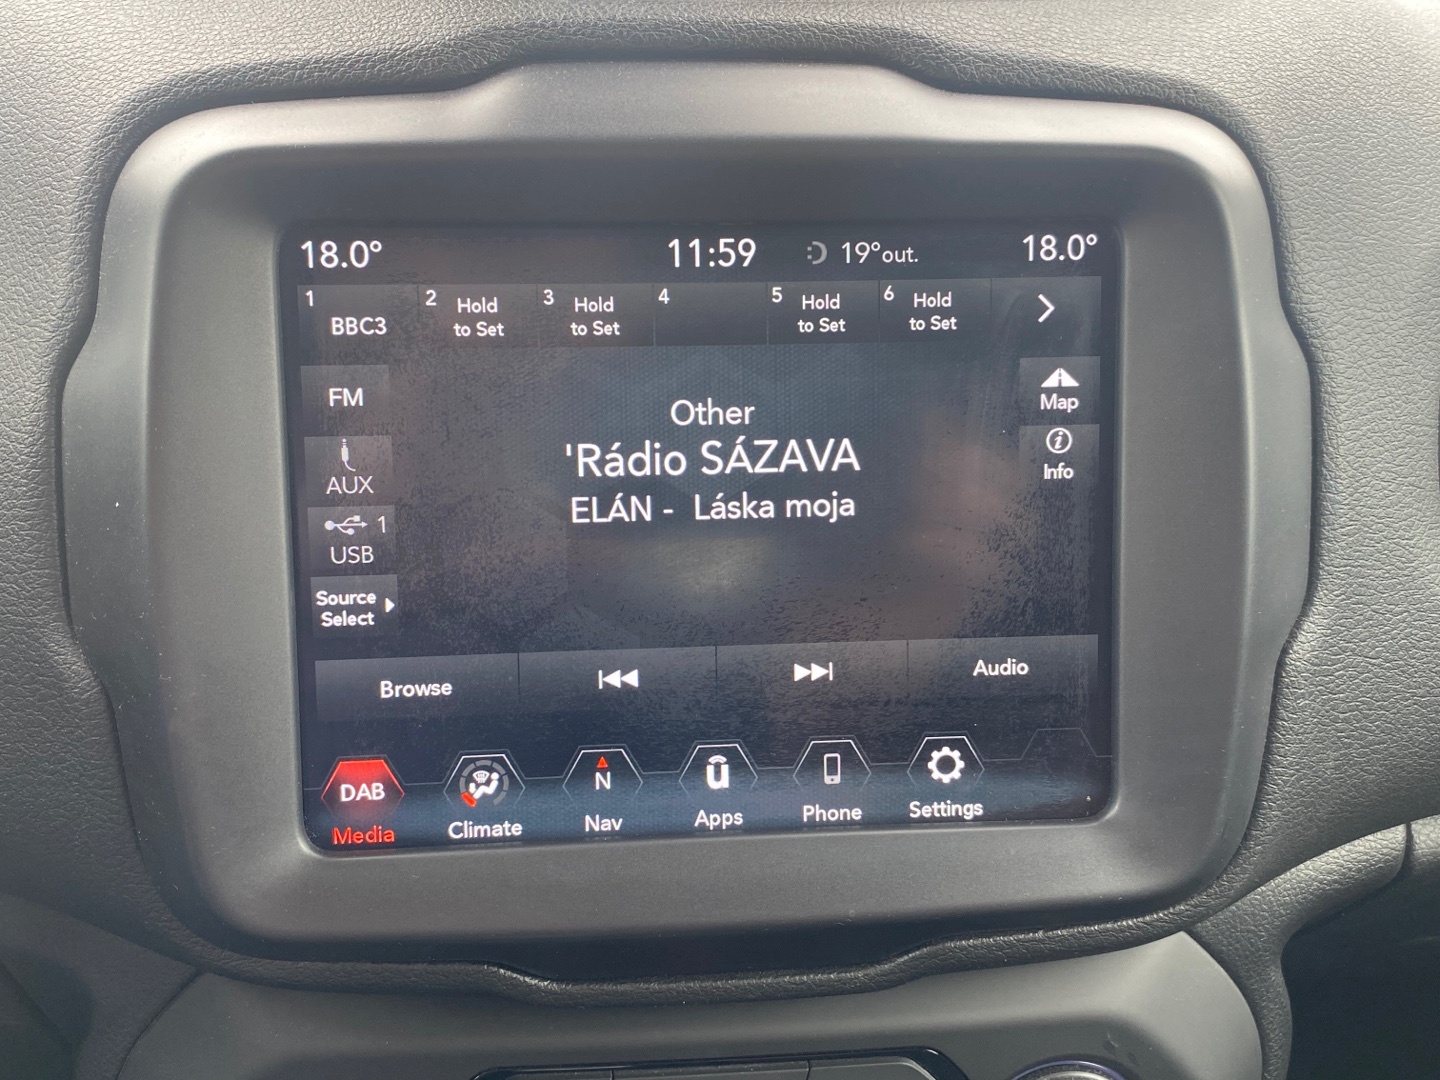 18.0° 11:59 19°out. 18.0°
1 BBC3
2 Hold to Set
3 Hold to Set
4
5 Hold to Set
6 Hold to Set
FM
AUX
1
USB
Source
Select
Other
'Rádio SÁZAVA
ELÁN - Láska moja
Map
Info
Browse
Audio
DAB
Media
Climate
N
Nav
Apps
Phone
Settings